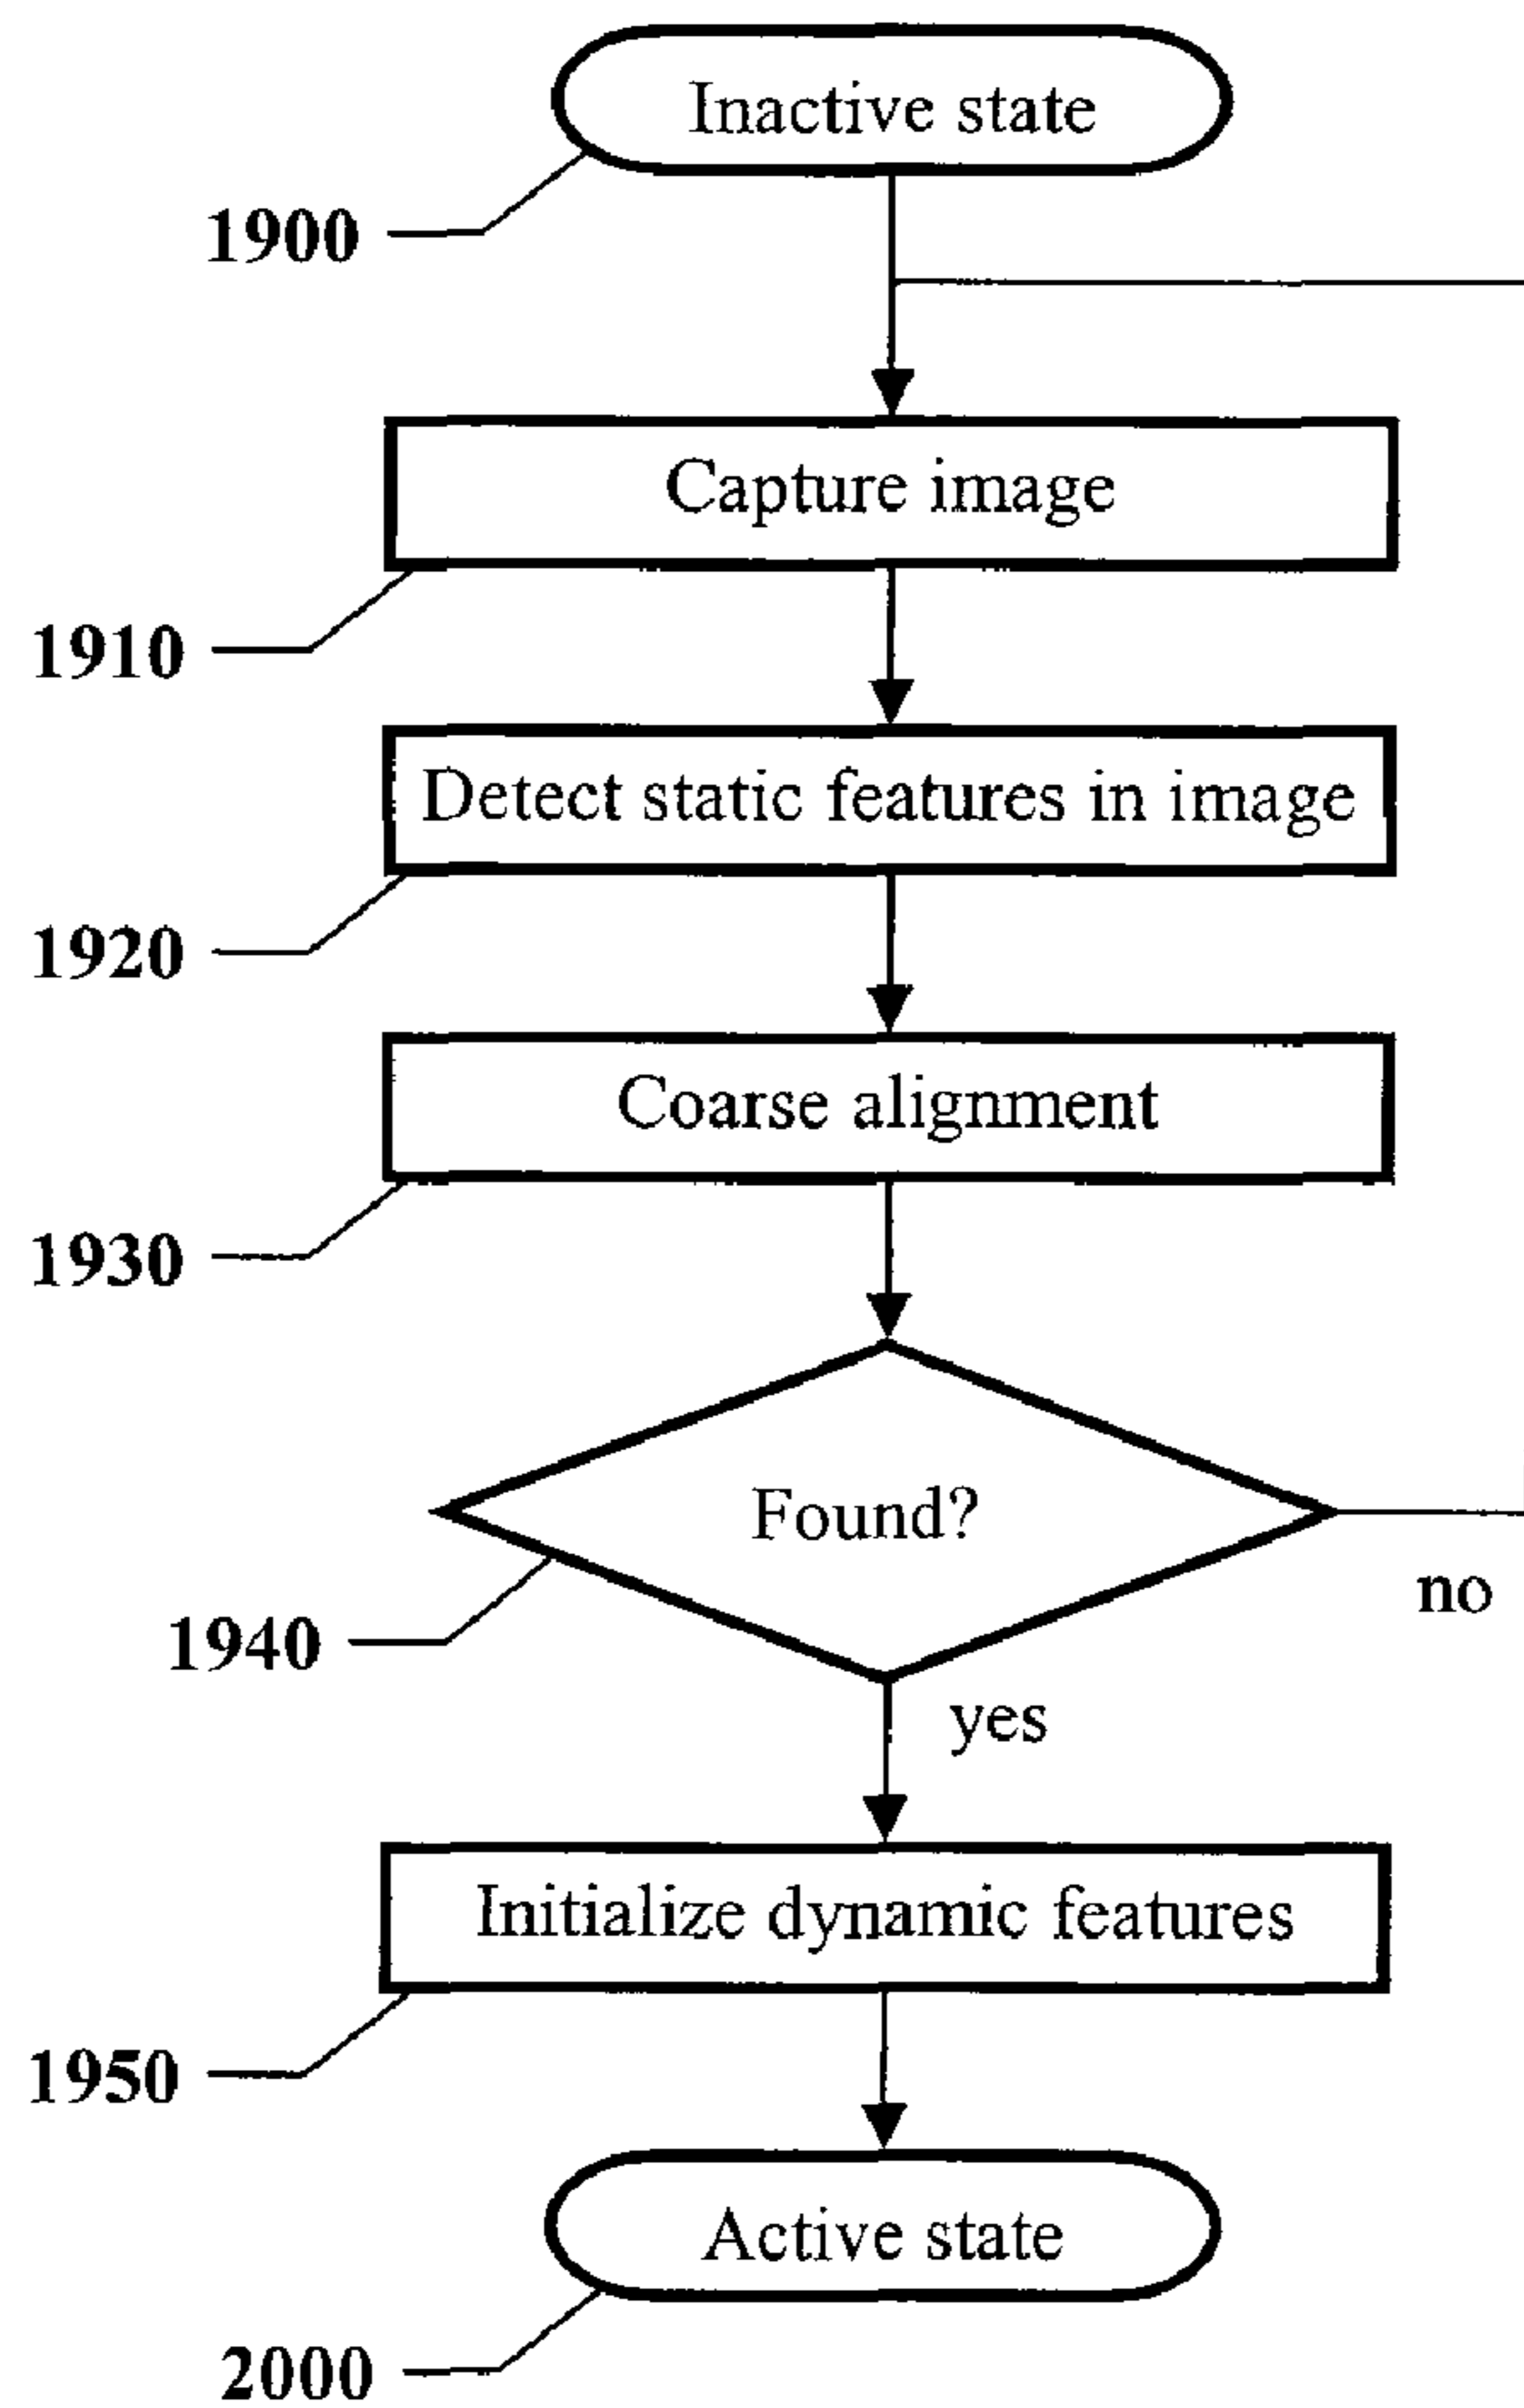 Inactive state
1900
Capture image
1910
Detect static features in image
1920
Coarse alignment
1930
Found?
no
1940
yes
Initialize dynamic features
1950
Active state
2000